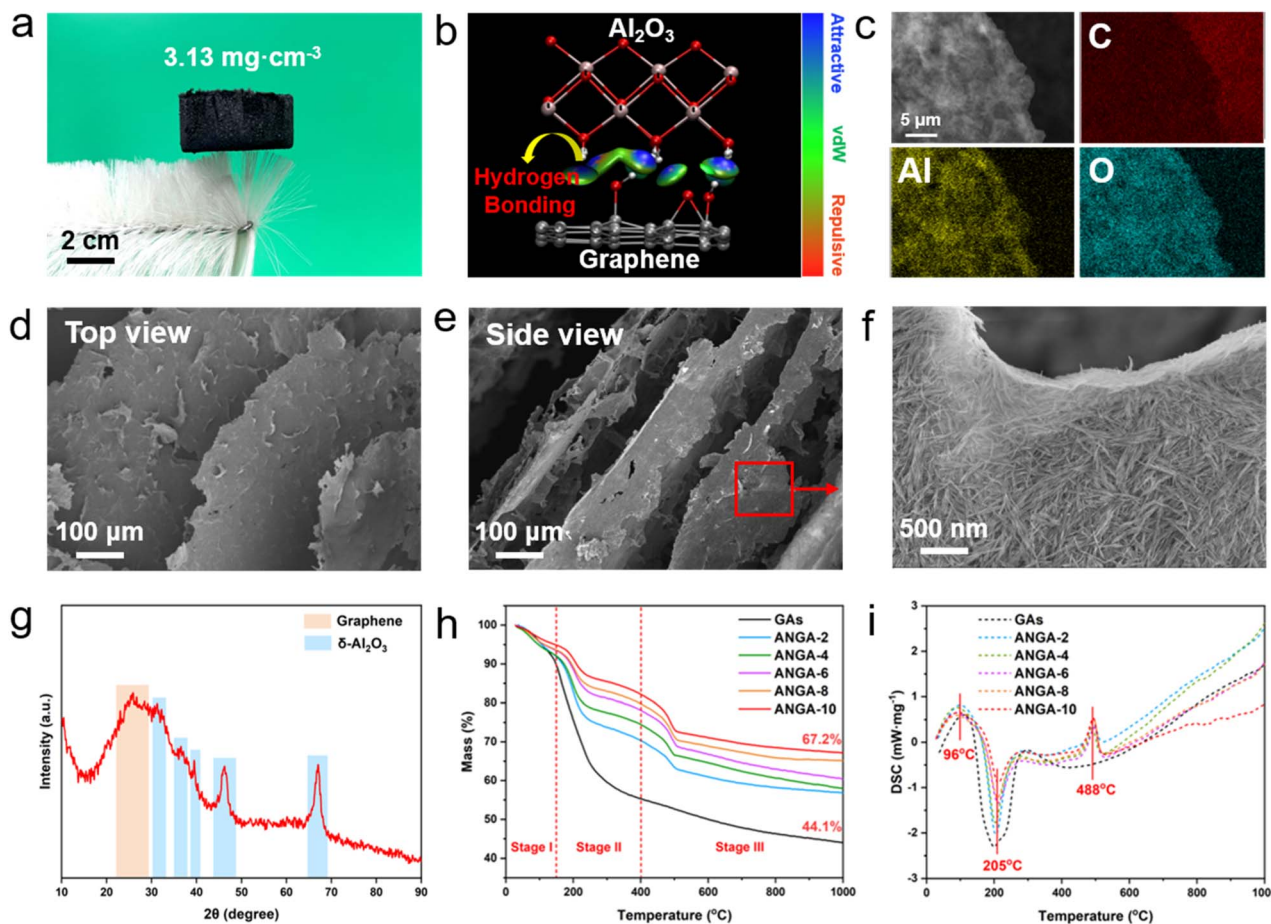 a
3.13 mg·cm⁻³
2 cm
b
Al₂O₃
Hydrogen
Bonding
Graphene
Attractive
vdW
Repulsive
c
5 µm
C
Al
O
d
Top view
100 µm
e
Side view
100 µm
f
500 nm
g
Graphene
δ-Al₂O₃
Intensity (a.u.)
10 20 30 40 50 60 70 80 90
2θ (degree)
h
GAs
ANGA-2
ANGA-4
ANGA-6
ANGA-8
ANGA-10
67.2%
44.1%
Stage I
Stage II
Stage III
Mass (%)
100
90
80
70
60
50
40
0 200 400 600 800 1000
Temperature (°C)
i
GAs
ANGA-2
ANGA-4
ANGA-6
ANGA-8
ANGA-10
96°C
205°C
488°C
DSC (mW·mg⁻¹)
3
2
1
0
-1
-2
-3
0 200 400 600 800 1000
Temperature (°C)